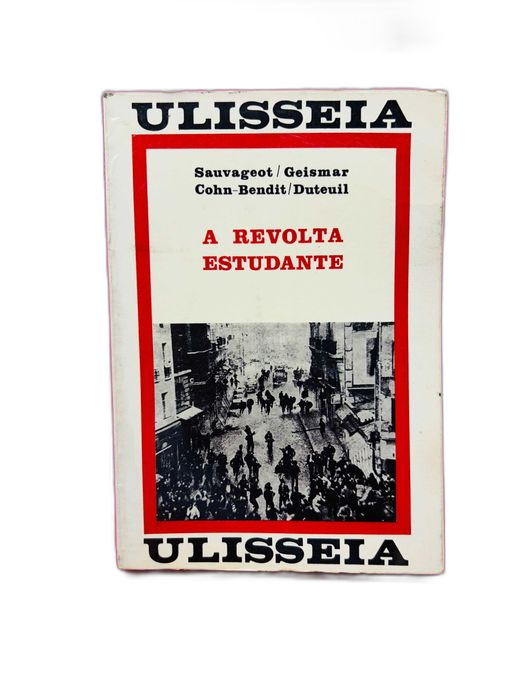 ULISSEIA
Sauvageot / Geismar
Cohn-Bendit / Duteuil
A REVOLTA
ESTUDANTE
ULISSEIA